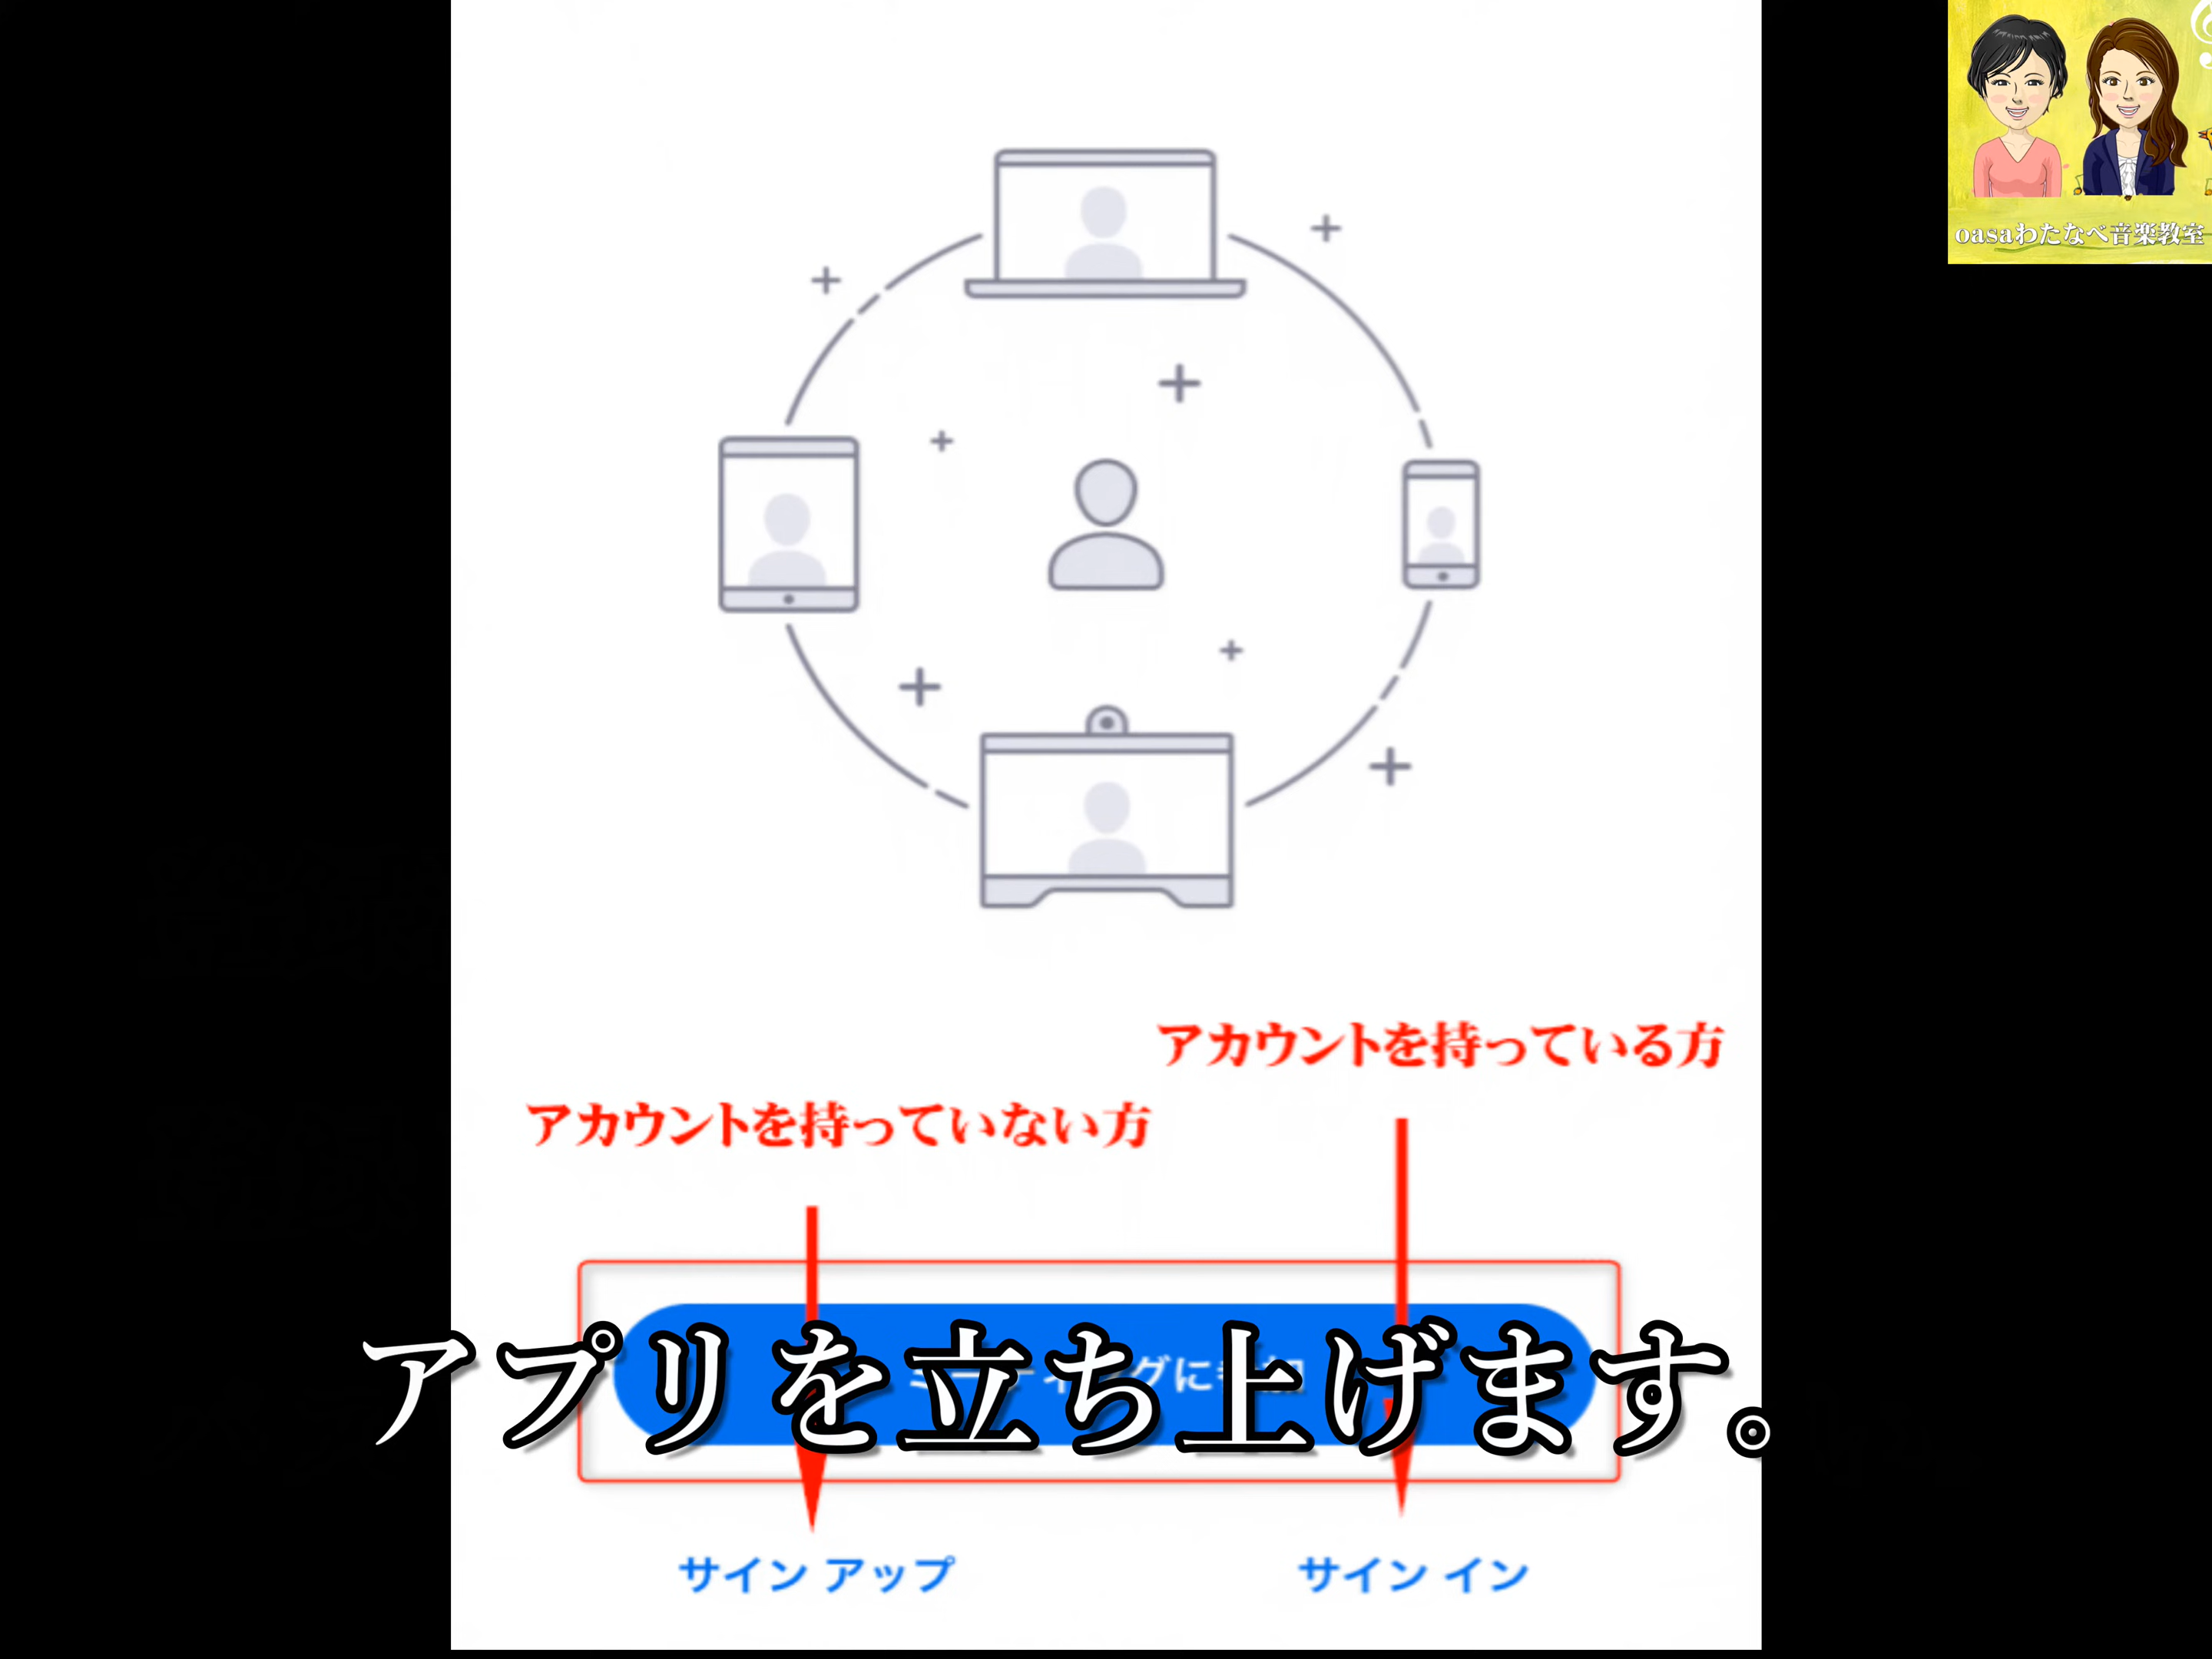 oasaわたなべ音楽教室
アカウントを持っている方
アカウントを持っていない方
アプリを立ち上げます。
サイン アップ
サイン イン